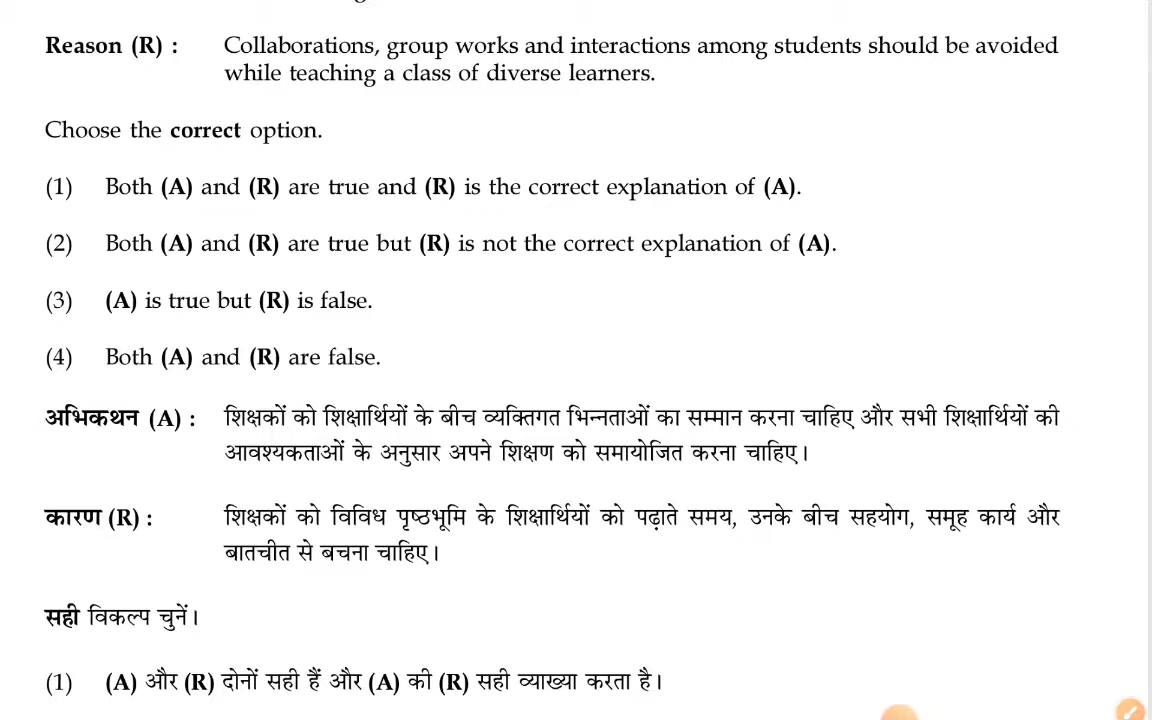 Reason (R) : Collaborations, group works and interactions among students should be avoided
while teaching a class of diverse learners.
Choose the correct option.
(1) Both (A) and (R) are true and (R) is the correct explanation of (A).
(2) Both (A) and (R) are true but (R) is not the correct explanation of (A).
(3) (A) is true but (R) is false.
(4) Both (A) and (R) are false.
अभिकथन (A) : शिक्षकों को शिक्षार्थियों के बीच व्यक्तिगत भिन्नताओं का सम्मान करना चाहिए और सभी शिक्षार्थियों की
आवश्यकताओं के अनुसार अपने शिक्षण को समायोजित करना चाहिए।
कारण (R) : शिक्षकों को विविध पृष्ठभूमि के शिक्षार्थियों को पढ़ाते समय, उनके बीच सहयोग, समूह कार्य और
बातचीत से बचना चाहिए।
सही विकल्प चुनें।
(1) (A) और (R) दोनों सही हैं और (A) की (R) सही व्याख्या करता है।